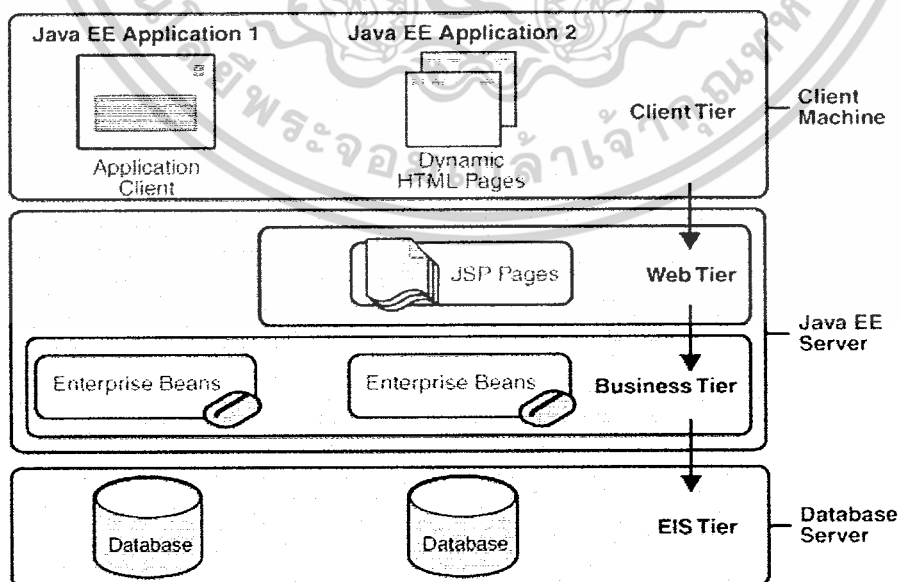 Java EE Application 1
Java EE Application 2
Application
Client
Dynamic
HTML Pages
Client Tier
Client
Machine
JSP Pages
Web Tier
Java EE
Server
Enterprise Beans
Enterprise Beans
Business Tier
Database
Database
EIS Tier
Database
Server